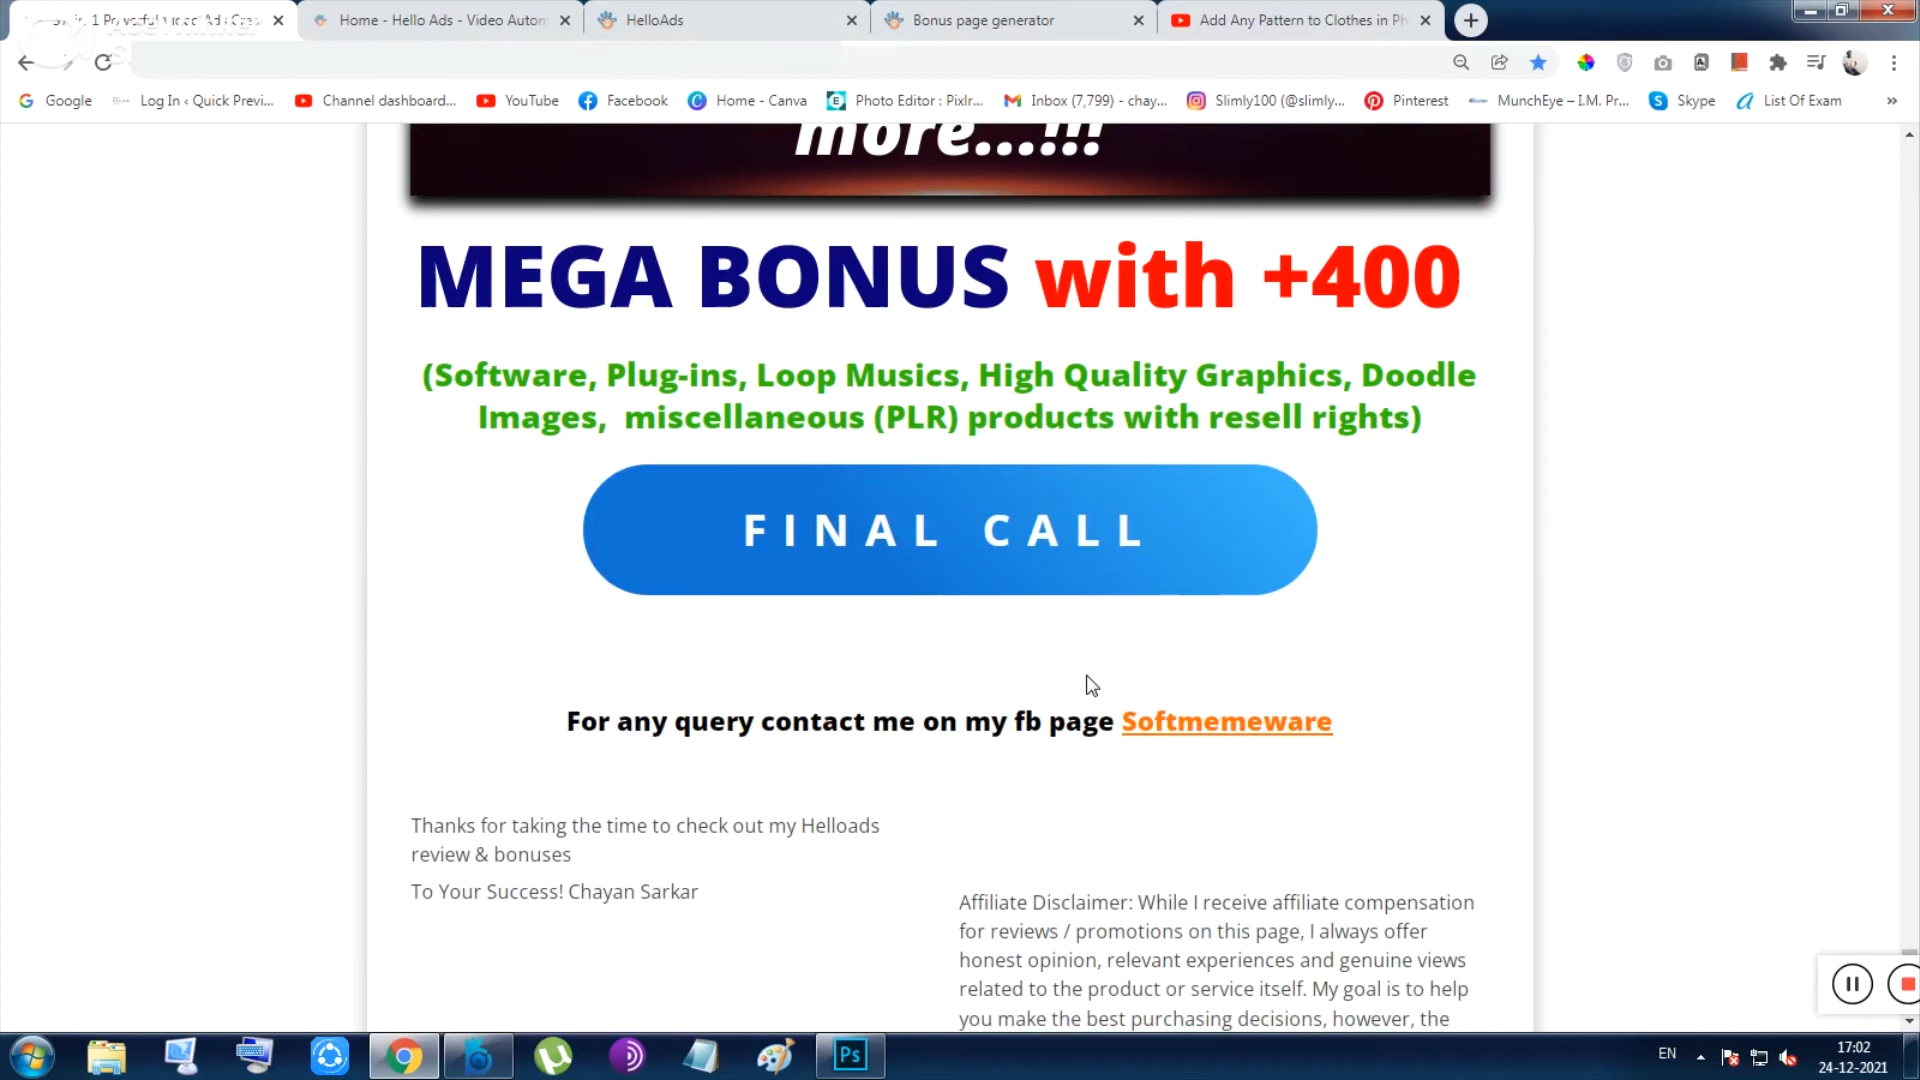 1 Powerful Video Ad
Home - Hello Ads - Video Autom
HelloAds
Bonus page generator
Add Any Pattern to Clothes in Ph
Google
Log In ‹ Quick Previ...
Channel dashboard...
YouTube
Facebook
Home - Canva
Photo Editor : Pixlr...
Inbox (7,799) - chay...
Slimly100 (@slimly...
Pinterest
MunchEye – I.M. Pr...
Skype
List Of Exam
»
more...!!!
MEGA BONUS with +400
(Software, Plug-ins, Loop Musics, High Quality Graphics, Doodle
Images, miscellaneous (PLR) products with resell rights)
FINAL CALL
For any query contact me on my fb page Softmemeware
Thanks for taking the time to check out my Helloads
review & bonuses
To Your Success! Chayan Sarkar
Affiliate Disclaimer: While I receive affiliate compensation
for reviews / promotions on this page, I always offer
honest opinion, relevant experiences and genuine views
related to the product or service itself. My goal is to help
you make the best purchasing decisions, however, the
Ps
EN
17:02
24-12-2021